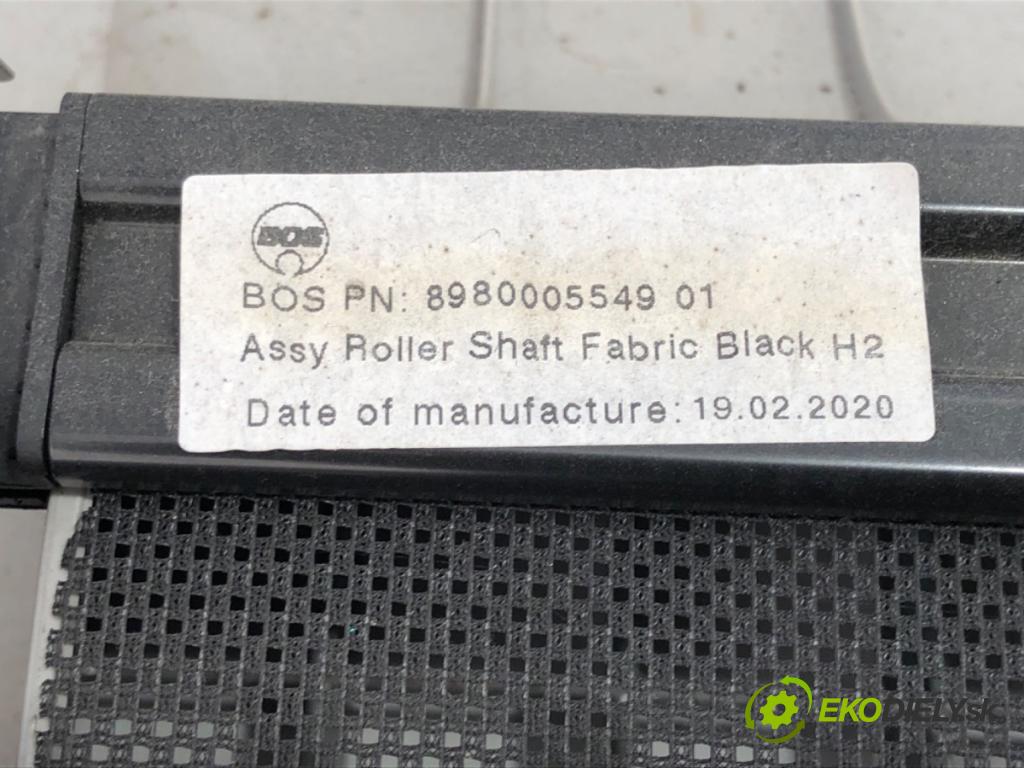 BOS
BOS PN: 8980005549 01
Assy Roller Shaft Fabric Black H2
Date of manufacture: 19.02.2020
EKODIELY.SK